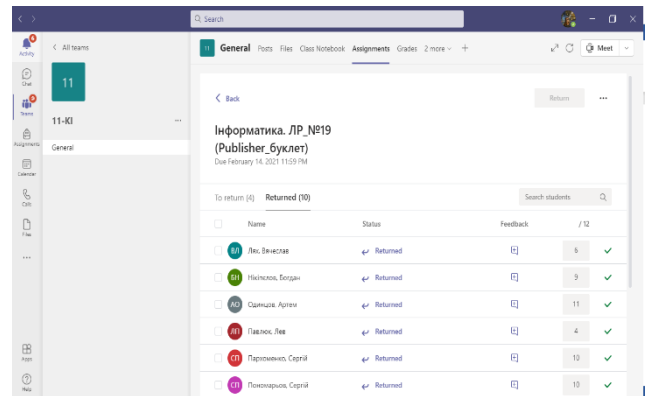 Search
Activity
Chat
Teams
Assignments
Calendar
Calls
Files
Apps
Help
All teams
11
11-КІ
General
11 General Posts Files Class Notebook Assignments Grades 2 more
Meet
Back
Return
Інформатика. ЛР_№19
(Publisher_буклет)
Due February 14, 2021 11:59 PM
To return (4) Returned (10)
Search students
Name Status Feedback / 12
ВЛ Лях, Вячеслав Returned 6
БН Богдан Returned 9
АО Одинцов, Артем Returned 11
ЛП Павлюк, Лев Returned 4
СП Пархоменко, Сергій Returned 10
СП Пономарьов, Сергій Returned 10